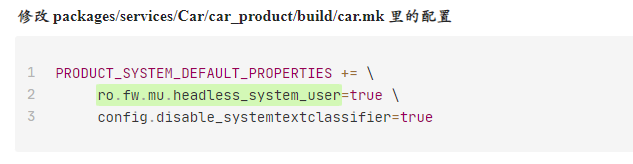 修改 packages/services/Car/car_product/build/car.mk 里的配置
1 PRODUCT_SYSTEM_DEFAULT_PROPERTIES += \
2 ro.fw.mu.headless_system_user=true \
3 config.disable_systemtextclassifier=true